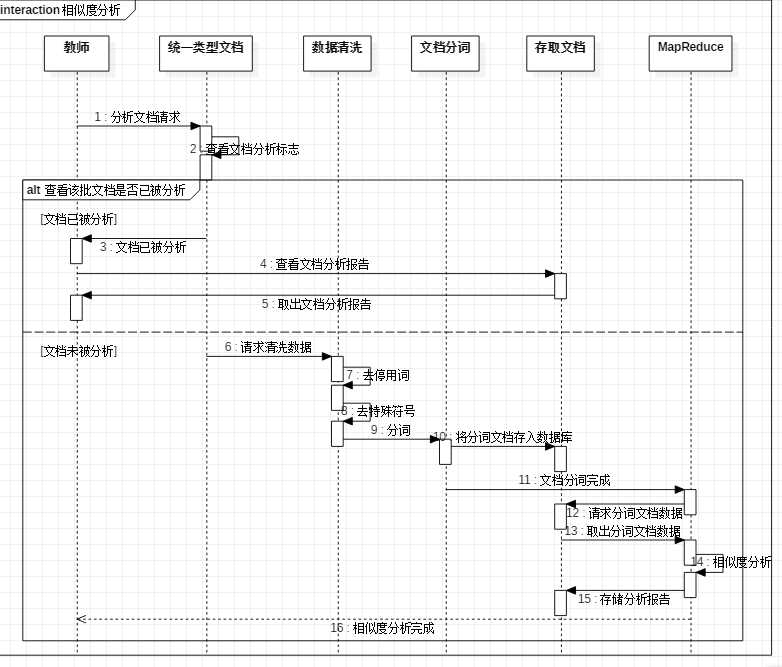 interaction 相似度分析
教师 统一类型文档 数据清洗 文档分词 存取文档 MapReduce
1 : 分析文档请求
2 : 查看文档分析标志
alt 查看该批文档是否已被分析
[文档已被分析]
3 : 文档已被分析
4 : 查看文档分析报告
5 : 取出文档分析报告
[文档未被分析]
6 : 请求清洗数据
7 : 去停用词
8 : 去特殊符号
9 : 分词
10 : 将分词文档存入数据库
11 : 文档分词完成
12 : 请求分词文档数据
13 : 取出分词文档数据
14 : 相似度分析
15 : 存储分析报告
16 : 相似度分析完成